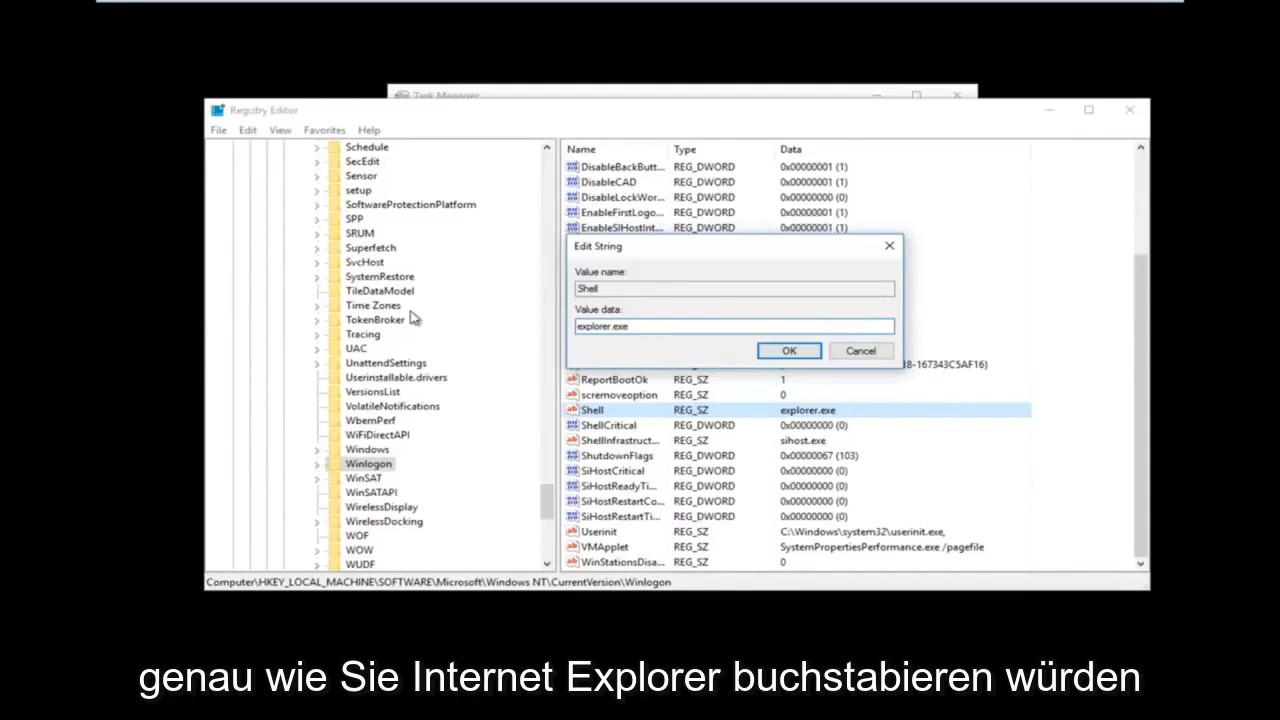 Task Manager
Registry Editor
File Edit View Favorites Help
Schedule
SecEdit
Sensor
setup
SoftwareProtectionPlatform
SPP
SRUM
Superfetch
SvcHost
SystemRestore
TileDataModel
Time Zones
TokenBroker
Tracing
UAC
UnattendSettings
Userinstallable.drivers
VersionsList
VolatileNotifications
WbemPerf
WiFiDirectAPI
Windows
Winlogon
WinSAT
WinSATAPI
WirelessDisplay
WirelessDocking
WOF
WOW
WUDF
Name Type Data
DisableBackButt... REG_DWORD 0x00000001 (1)
DisableCAD REG_DWORD 0x00000001 (1)
DisableLockWor... REG_DWORD 0x00000000 (0)
EnableFirstLogo... REG_DWORD 0x00000001 (1)
EnableSIHostInt... REG_DWORD 0x00000001 (1)
Edit String
Value name:
Shell
Value data:
explorer.exe
OK Cancel
18-167343C5AF16)
ReportBootOk REG_SZ 1
scremoveoption REG_SZ 0
Shell REG_SZ explorer.exe
ShellCritical REG_DWORD 0x00000000 (0)
ShellInfrastruct... REG_SZ sihost.exe
ShutdownFlags REG_DWORD 0x00000067 (103)
SiHostCritical REG_DWORD 0x00000000 (0)
SiHostReadyTi... REG_DWORD 0x00000000 (0)
SiHostRestartCo... REG_DWORD 0x00000000 (0)
SiHostRestartTi... REG_DWORD 0x00000000 (0)
Userinit REG_SZ C:\Windows\system32\userinit.exe,
VMApplet REG_SZ SystemPropertiesPerformance.exe /pagefile
WinStationsDisa... REG_SZ 0
Computer\HKEY_LOCAL_MACHINE\SOFTWARE\Microsoft\Windows NT\CurrentVersion\Winlogon
genau wie Sie Internet Explorer buchstabieren würden